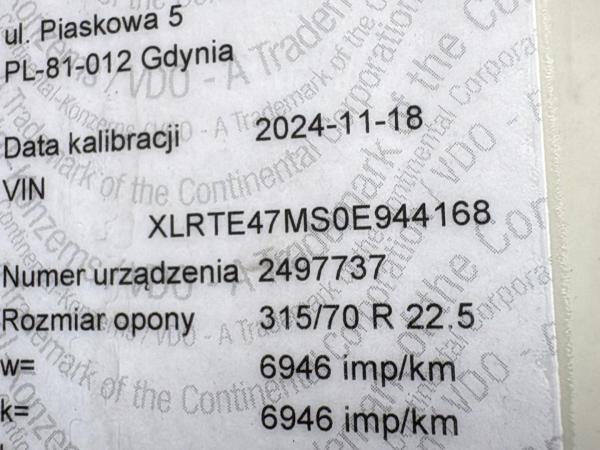 ul. Piaskowa 5
PL-81-012 Gdynia
Data kalibracji 2024-11-18
VIN
XLRTE47MS0E944168
Numer urządzenia 2497737
Rozmiar opony 315/70 R 22.5
w= 6946 imp/km
k= 6946 imp/km